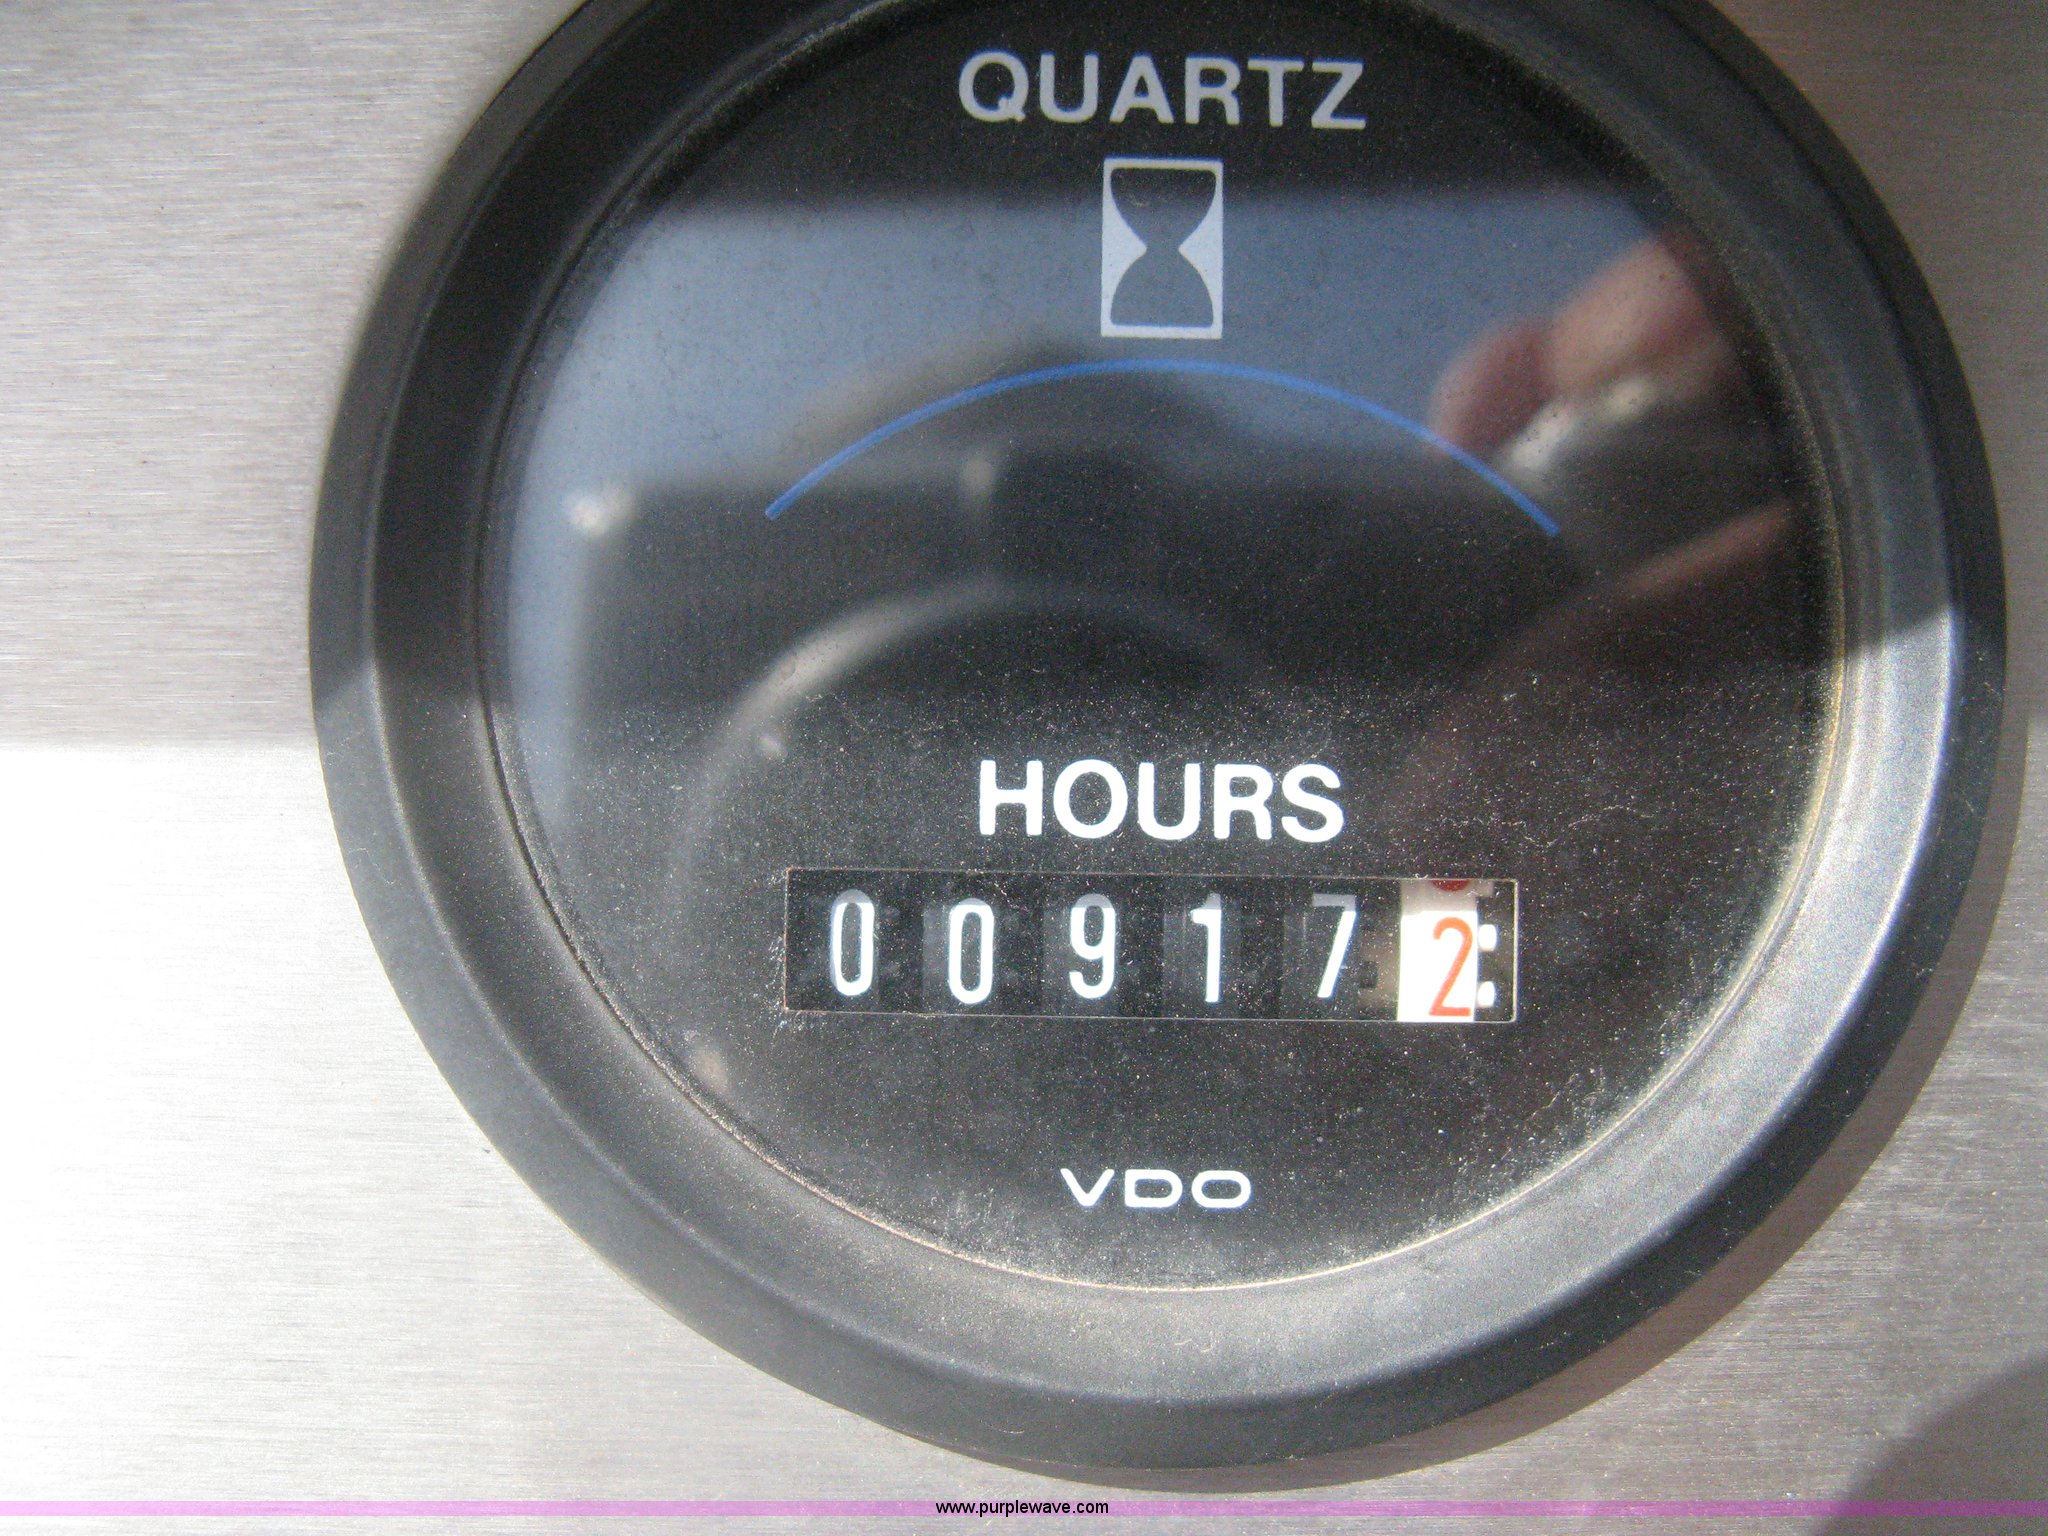 QUARTZ
HOURS
009172
VDO
www.purplewave.com